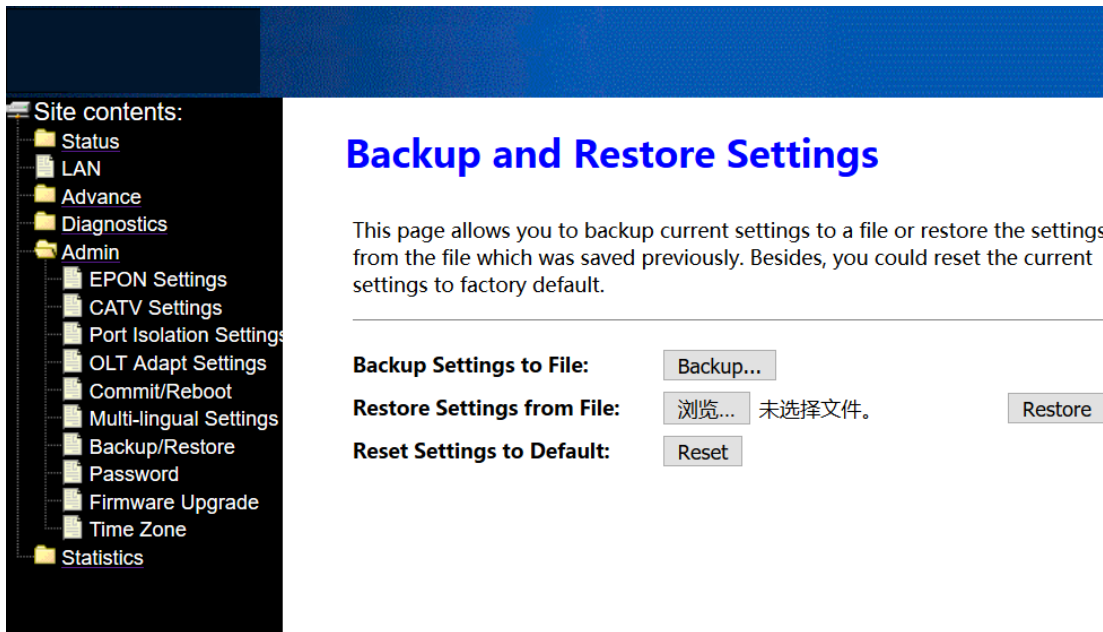 Site contents:
Status
LAN
Advance
Diagnostics
Admin
EPON Settings
CATV Settings
Port Isolation Settings
OLT Adapt Settings
Commit/Reboot
Multi-lingual Settings
Backup/Restore
Password
Firmware Upgrade
Time Zone
Statistics
Backup and Restore Settings
This page allows you to backup current settings to a file or restore the settings
from the file which was saved previously. Besides, you could reset the current
settings to factory default.
Backup Settings to File: Backup...
Restore Settings from File: 浏览... 未选择文件。 Restore
Reset Settings to Default: Reset